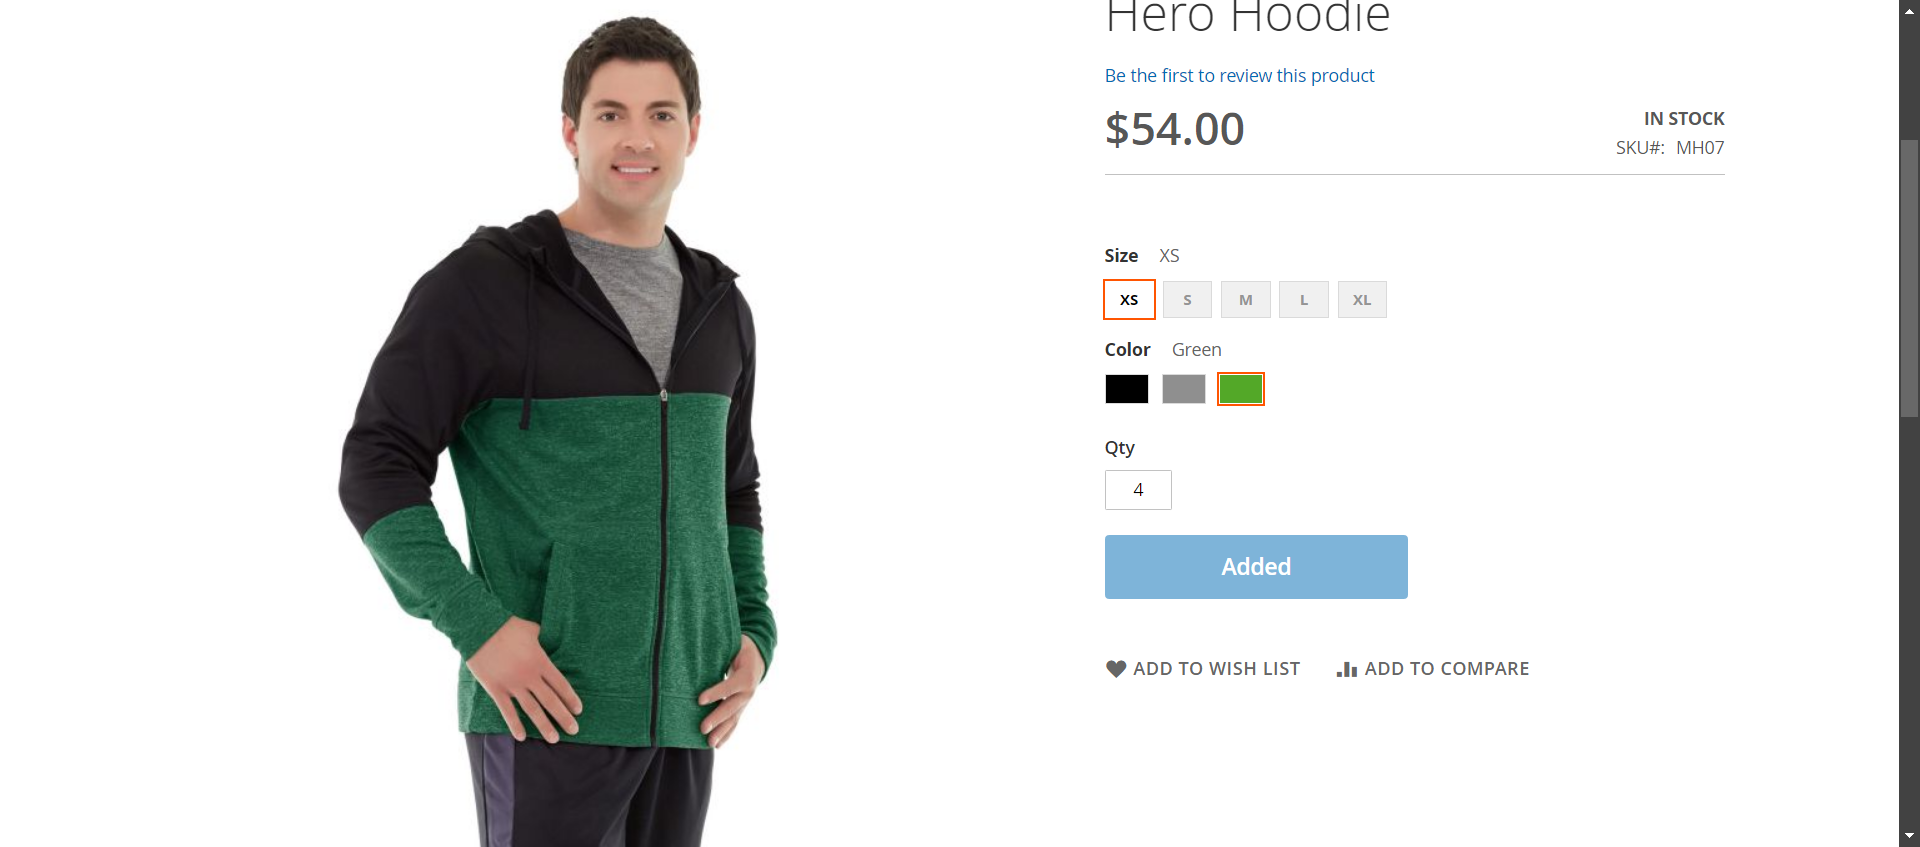 Hero Hoodie
Be the first to review this product
$54.00
IN STOCK
SKU#: MH07
Size XS
XS S M L XL
Color Green
Qty
4
Added
ADD TO WISH LIST ADD TO COMPARE